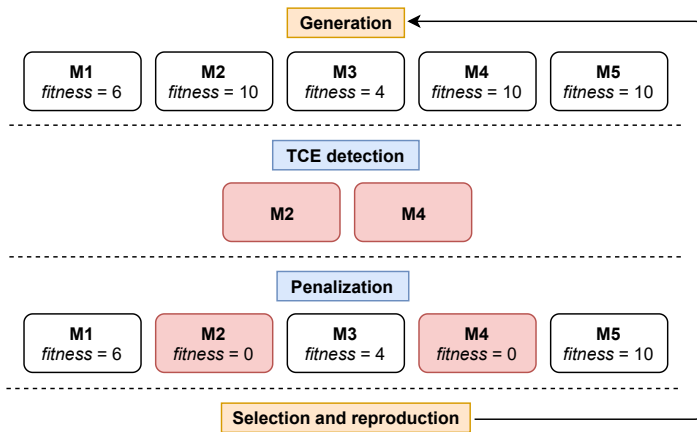 Generation
M1 M2 M3 M4 M5
fitness = 6 fitness = 10 fitness = 4 fitness = 10 fitness = 10
TCE detection
M2 M4
Penalization
M1 M2 M3 M4 M5
fitness = 6 fitness = 0 fitness = 4 fitness = 0 fitness = 10
Selection and reproduction